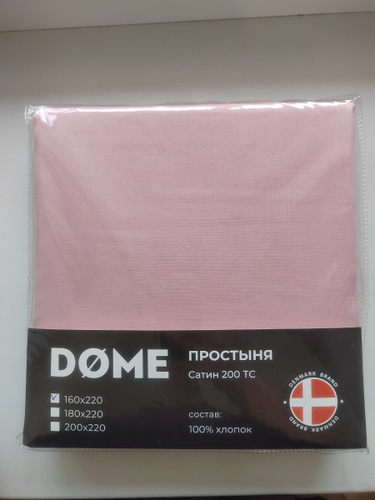 DØME
ПРОСТЫНЯ
Сатин 200 ТС
160x220
180x220
200x220
состав:
100% хлопок
DENMARK BRAND
DENMARK BRAND